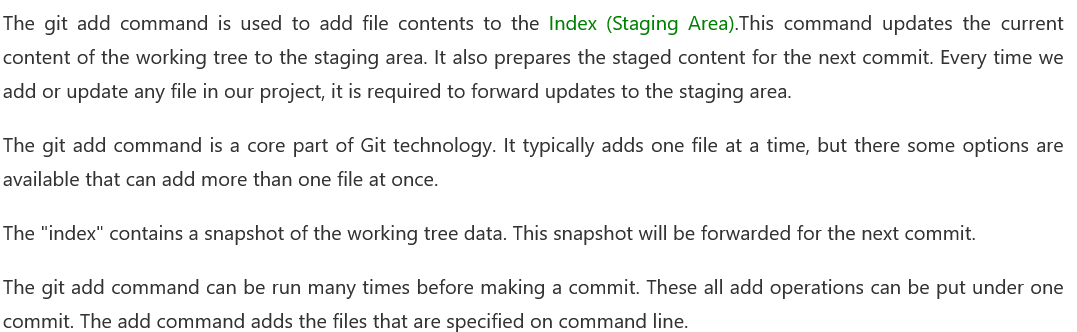 The git add command is used to add file contents to the Index (Staging Area).This command updates the current
content of the working tree to the staging area. It also prepares the staged content for the next commit. Every time we
add or update any file in our project, it is required to forward updates to the staging area.
The git add command is a core part of Git technology. It typically adds one file at a time, but there some options are
available that can add more than one file at once.
The "index" contains a snapshot of the working tree data. This snapshot will be forwarded for the next commit.
The git add command can be run many times before making a commit. These all add operations can be put under one
commit. The add command adds the files that are specified on command line.